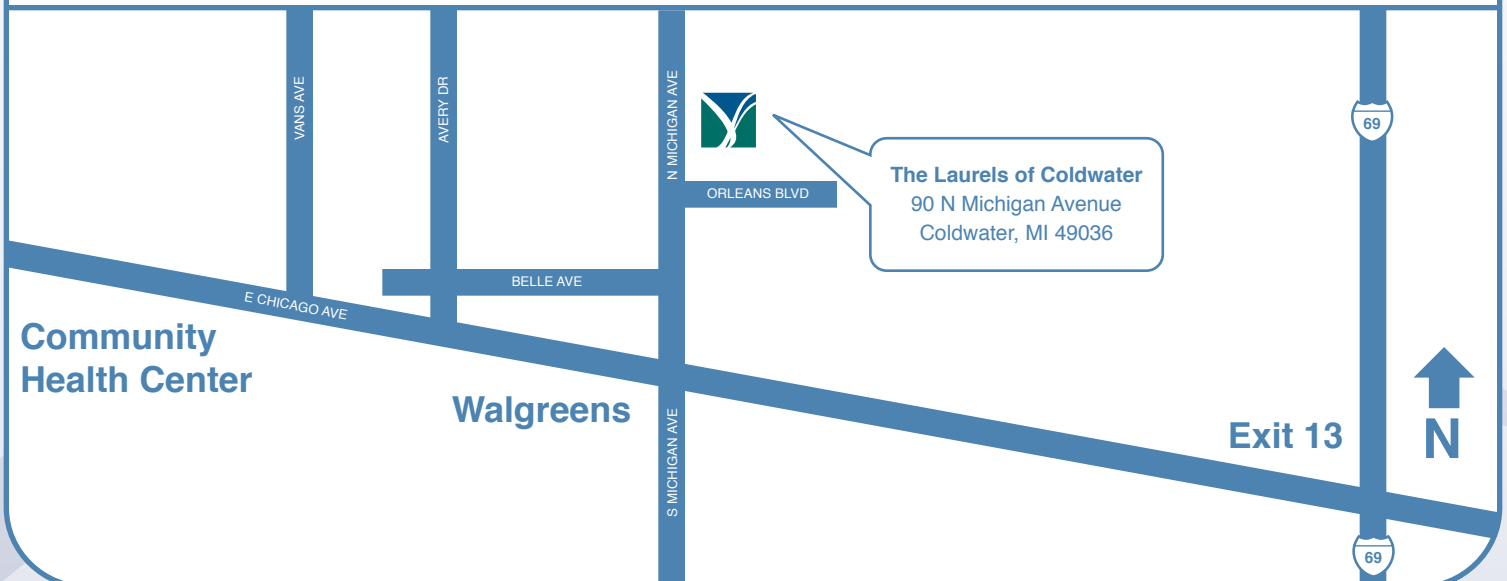 VANS AVE
AVERY DR
N MICHIGAN AVE
69
The Laurels of Coldwater
90 N Michigan Avenue
Coldwater, MI 49036
ORLEANS BLVD
BELLE AVE
E CHICAGO AVE
Community
Health Center
Walgreens
S MICHIGAN AVE
Exit 13
N
69